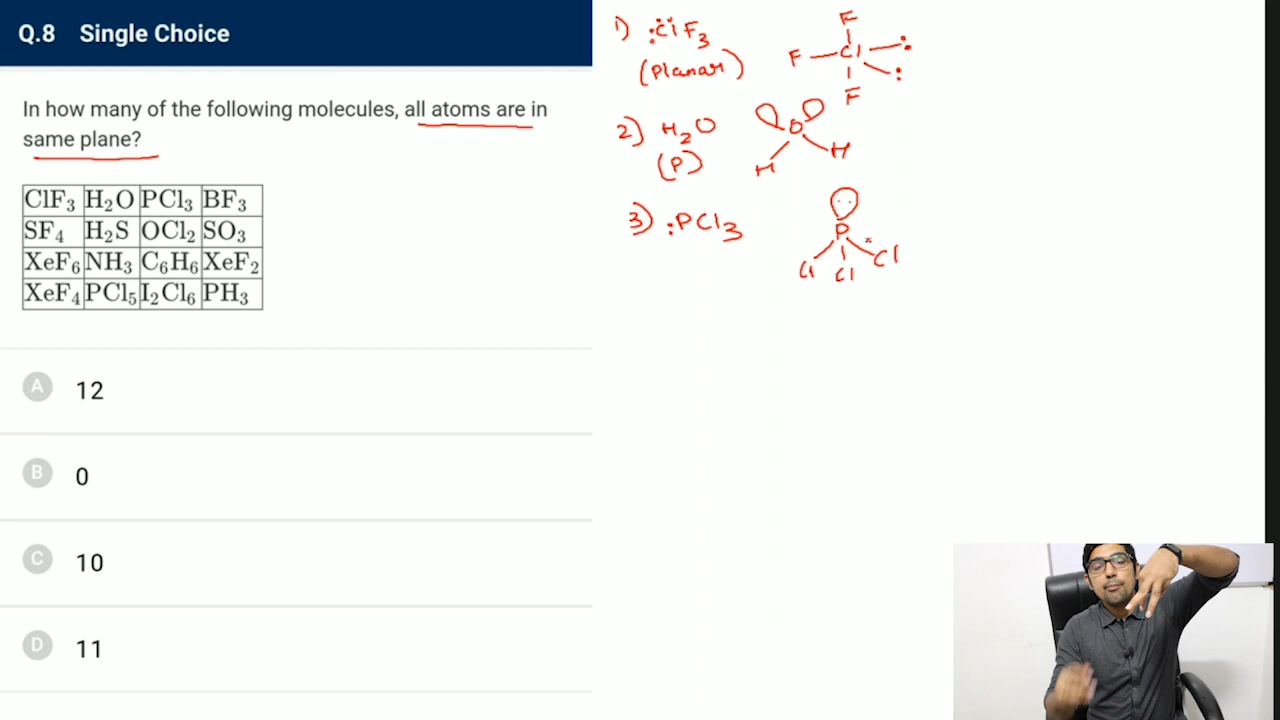 Q.8 Single Choice
In how many of the following molecules, all atoms are in
same plane?
ClF₃ H₂O PCl₃ BF₃
SF₄ H₂S OCl₂ SO₃
XeF₆ NH₃ C₆H₆ XeF₂
XeF₄ PCl₅ I₂Cl₆ PH₃
A 12
B 0
C 10
D 11
1) :ClF₃
(Planar)
F
F Cl :
:
F
2) H₂O
(P)
O
H H
3) :PCl₃
P
Cl Cl Cl